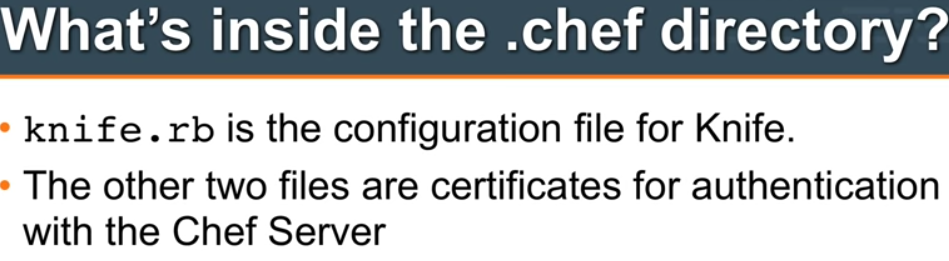 What’s inside the .chef directory?
• knife.rb is the configuration file for Knife.
• The other two files are certificates for authentication
with the Chef Server